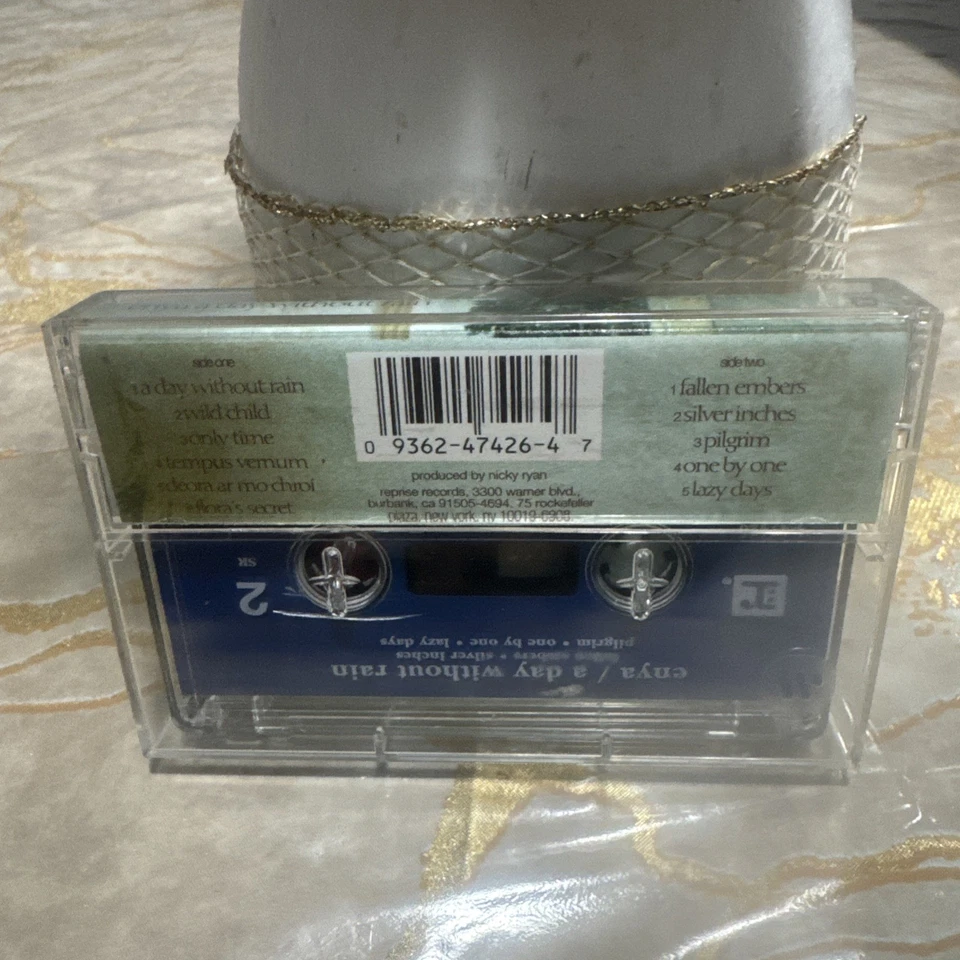 side one
1 a day without rain
2 wild child
3 only time
4 tempus vernum
5 deora ar mo chroí
6 flora's secret
0 9362-47426-4 7
produced by nicky ryan
reprise records, 3300 warner blvd.,
burbank, ca 91505-4694. 75 rockefeller
plaza, new york, ny 10019-6908.
side two
1 fallen embers
2 silver inches
3 pilgrim
4 one by one
5 lazy days
2
SR
r.
pilgrim • one by one • lazy days
embers • silver inches
enya / a day without rain